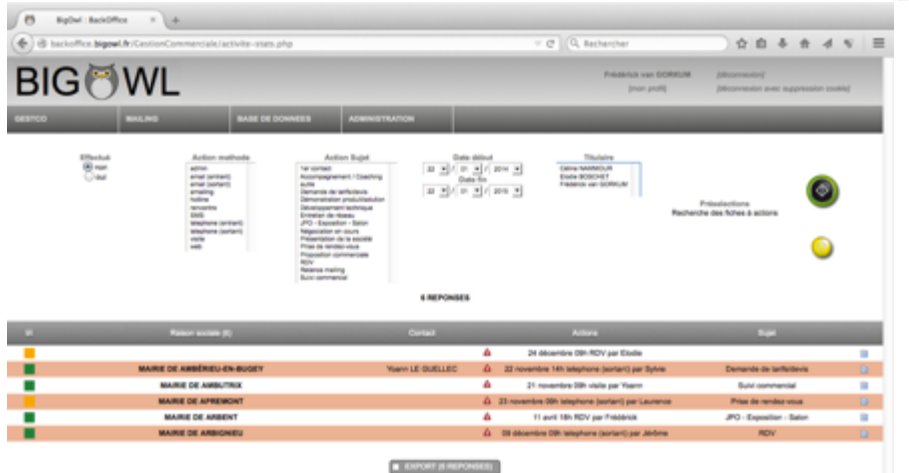 BigOwl : BackOffice
backoffice.bigowl.fr/GestionCommerciale/activite-stats.php
Rechercher
BIG WL
Frédérick van GORKUM
[déconnexion]
[mon profil]
[déconnexion avec suppression cookie]
GESTCO
MAILING
BASE DE DONNEES
ADMINISTRATION
Effectué
non
oui
Action methode
admin
email (entrant)
email (sortant)
emailing
hotline
rencontre
SMS
telephone (entrant)
telephone (sortant)
visite
web
Action Sujet
1er contact
Accompagnement / Coaching
autre
Demande de tarifs/devis
Démonstration produit/solution
Développement technique
Entretien de réseau
JPO - Exposition - Salon
Négociation en cours
Présentation de la société
Prise de rendez-vous
Proposition commerciale
RDV
Relance mailing
Suivi commercial
Date début
22 / 01 / 2014
Date fin
22 / 01 / 2015
Titulaire
Céline NAMMOUR
Elodie BOSCHET
Frédérick van GORKUM
Présélections
Recherche des fiches à actions
6 REPONSES
Raison sociale (6) Contact Actions Sujet
24 décembre 09h RDV par Elodie
MAIRIE DE AMBÉRIEU-EN-BUGEY Yoann LE GUELLEC 22 novembre 14h telephone (sortant) par Sylvie Demande de tarifs/devis
MAIRIE DE AMBUTRIX 21 novembre 09h visite par Yoann Suivi commercial
MAIRIE DE APREMONT 23 novembre 09h telephone (sortant) par Laurence Prise de rendez-vous
MAIRIE DE ARBENT 11 avril 18h RDV par Frédérick JPO - Exposition - Salon
MAIRIE DE ARBIGNIEU 09 décembre 09h telephone (sortant) par Jérôme RDV
EXPORT (6 REPONSES)